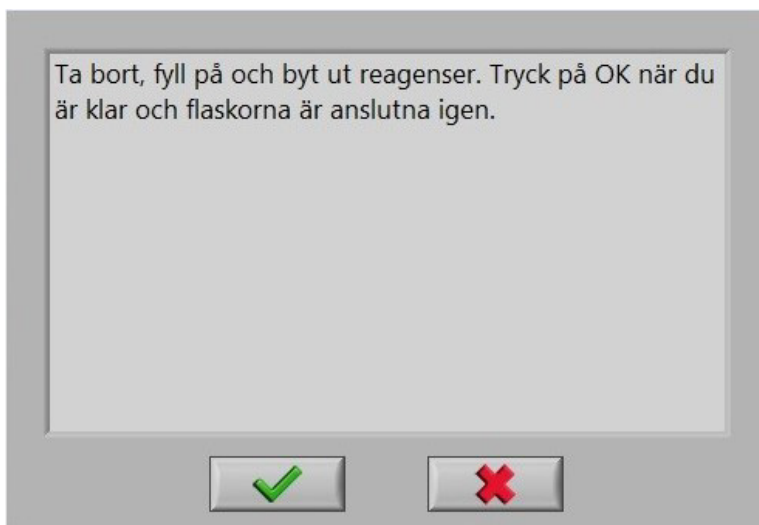 Ta bort, fyll på och byt ut reagenser. Tryck på OK när du
är klar och flaskorna är anslutna igen.